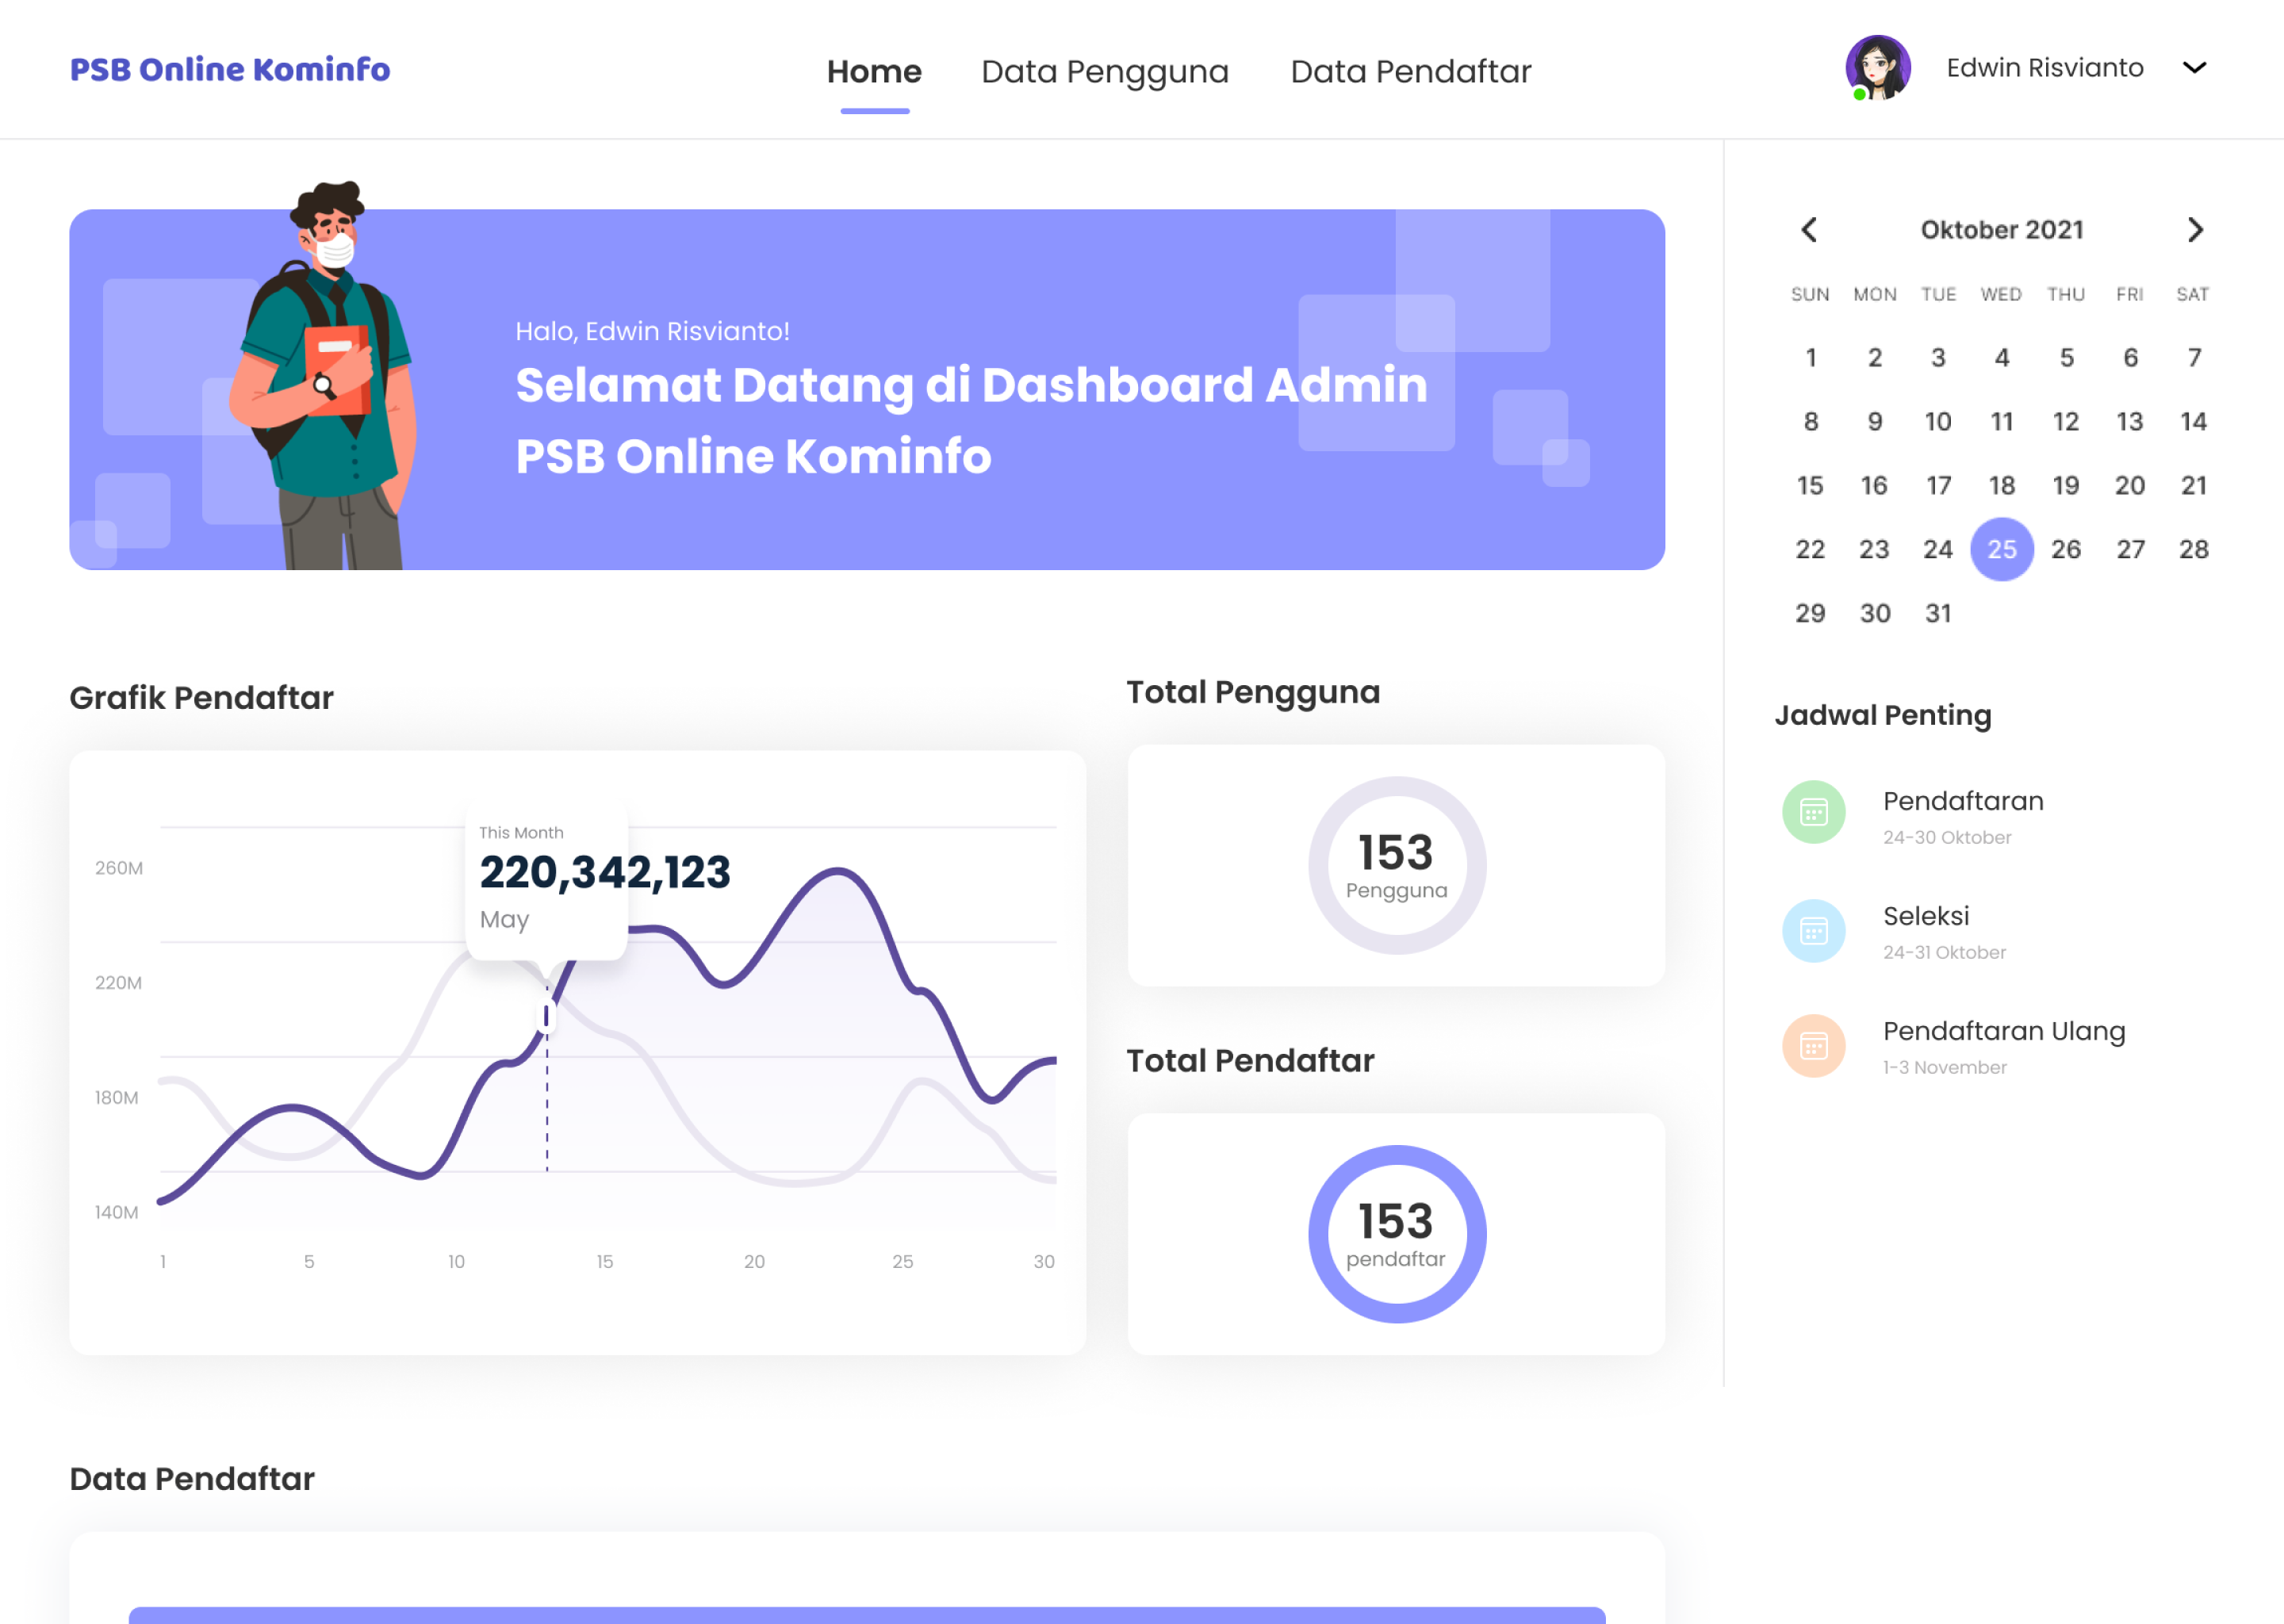 PSB Online Kominfo
Home Data Pengguna Data Pendaftar
Edwin Risvianto
Halo, Edwin Risvianto!
Selamat Datang di Dashboard Admin
PSB Online Kominfo
Oktober 2021
SUN MON TUE WED THU FRI SAT
1 2 3 4 5 6 7
8 9 10 11 12 13 14
15 16 17 18 19 20 21
22 23 24 25 26 27 28
29 30 31
Grafik Pendaftar
This Month
220,342,123
May
260M
220M
180M
140M
1 5 10 15 20 25 30
Total Pengguna
153
Pengguna
Total Pendaftar
153
pendaftar
Jadwal Penting
Pendaftaran
24-30 Oktober
Seleksi
24-31 Oktober
Pendaftaran Ulang
1-3 November
Data Pendaftar